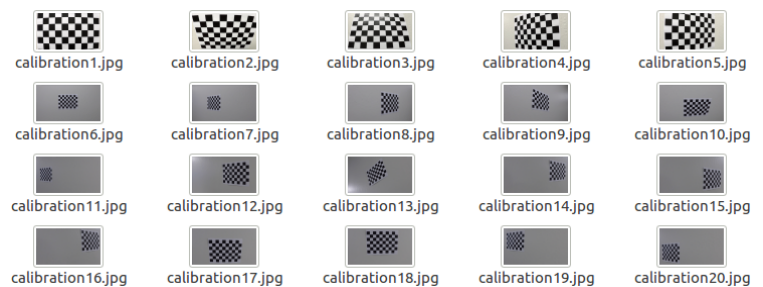 calibration1.jpg calibration2.jpg calibration3.jpg calibration4.jpg calibration5.jpg
calibration6.jpg calibration7.jpg calibration8.jpg calibration9.jpg calibration10.jpg
calibration11.jpg calibration12.jpg calibration13.jpg calibration14.jpg calibration15.jpg
calibration16.jpg calibration17.jpg calibration18.jpg calibration19.jpg calibration20.jpg